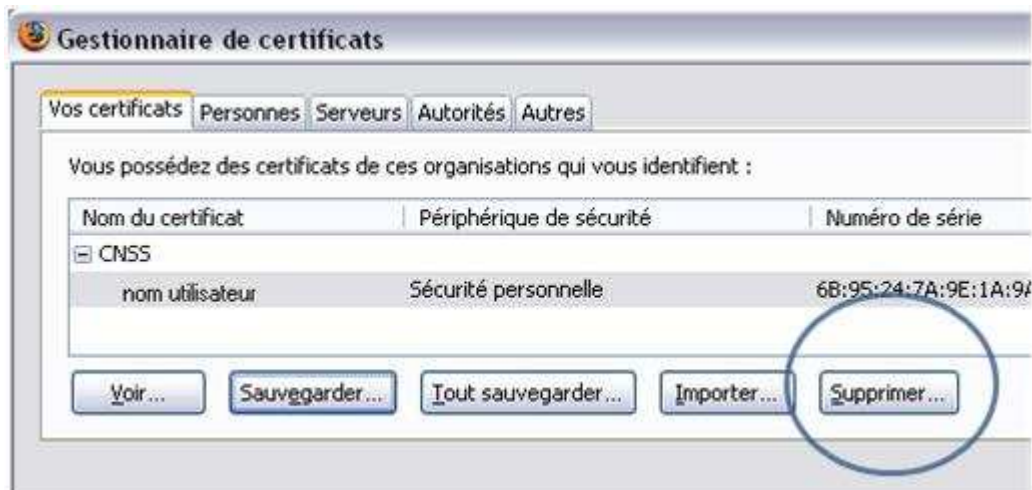 Gestionnaire de certificats
Vos certificats Personnes Serveurs Autorités Autres
Vous possédez des certificats de ces organisations qui vous identifient :
Nom du certificat Périphérique de sécurité Numéro de série
CNSS
nom utilisateur Sécurité personnelle 6B:95:24:7A:9E:1A:9A
Voir... Sauvegarder... Tout sauvegarder... Importer... Supprimer...